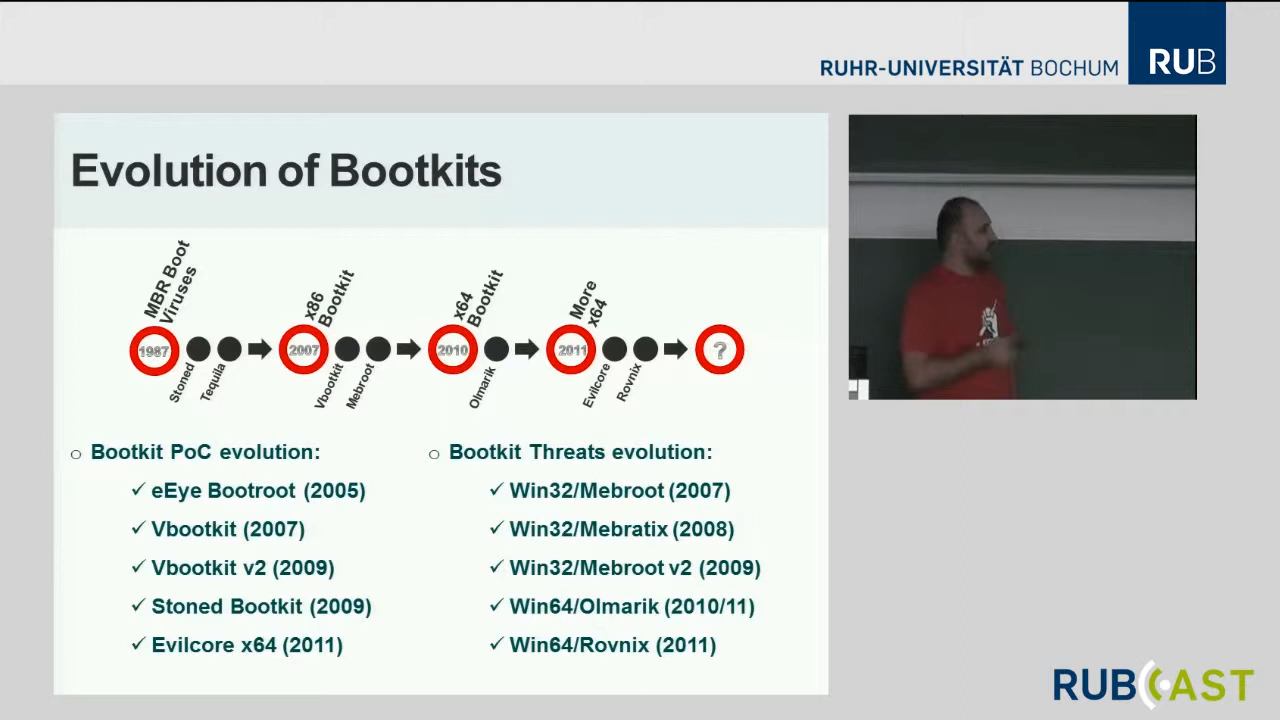 RUHR-UNIVERSITÄT BOCHUM
RUB
Evolution of Bootkits
MBR Boot
Viruses
x86
Bootkit
x64
Bootkit
More
x64
1987
2007
2010
2011
?
Stoned
Tequila
Vbootkit
Mebroot
Olmarik
Evilcore
Rovnix
Bootkit PoC evolution:
eEye Bootroot (2005)
Vbootkit (2007)
Vbootkit v2 (2009)
Stoned Bootkit (2009)
Evilcore x64 (2011)
Bootkit Threats evolution:
Win32/Mebroot (2007)
Win32/Mebratix (2008)
Win32/Mebroot v2 (2009)
Win64/Olmarik (2010/11)
Win64/Rovnix (2011)
RUBCAST